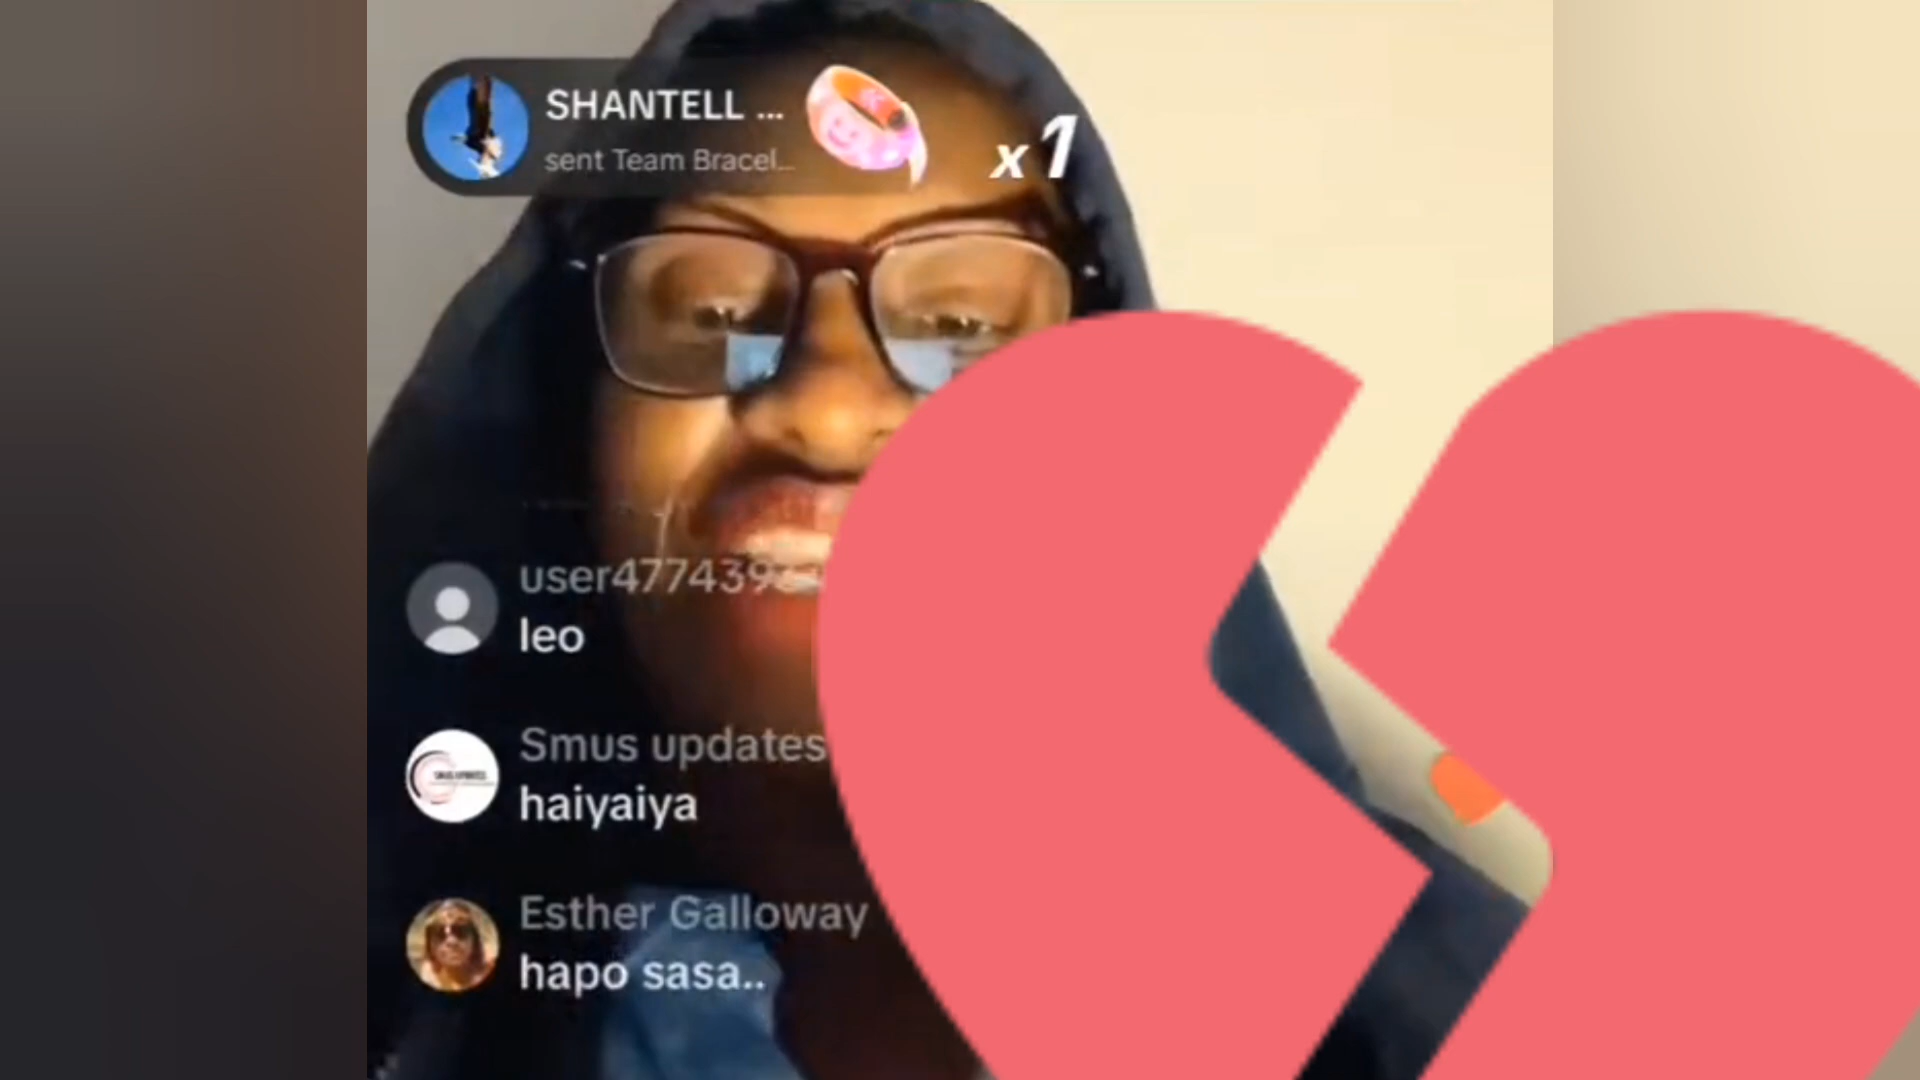 SHANTELL ...
sent Team Bracel...
x1
leo
Smus updates
haiyaiya
Esther Galloway
hapo sasa..